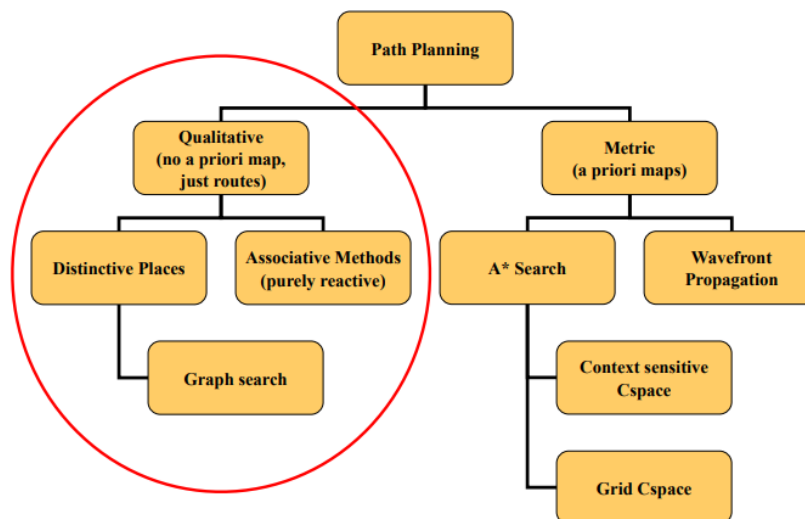 Path Planning
Qualitative
(no a priori map,
just routes)
Metric
(a priori maps)
Distinctive Places
Associative Methods
(purely reactive)
A* Search
Wavefront
Propagation
Graph search
Context sensitive
Cspace
Grid Cspace